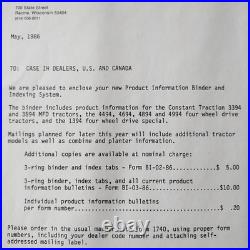 700 State Street
Racine, Wisconsin 53404
May, 1986
TO: CASE IH DEALERS, U.S. AND CANADA
We are pleased to enclose your new Product Information Binder and
Indexing System.
The binder includes product information for the Constant Traction 3394
and 3594 MFD tractors, the 4494, 4694, 4894 and 4994 four wheel drive
tractors, and the 1394 four wheel drive special.
Mailings planned for later this year will include additional tractor
models as well as combine and planter information.
Additional copies are available at nominal charge:
3-ring binder and index tabs - Form BI-02-86 . . . . . $ 5.00
3-ring binder, index tabs, and all current product
information bulletins - Form BI-03-86 . . . . . $10.00
Individual product information bulletins
per form number . . . . . $ .20
Please order in the usual 1740, using proper form
numbers, including your dealer code number and attaching self-
addressed mailing label.